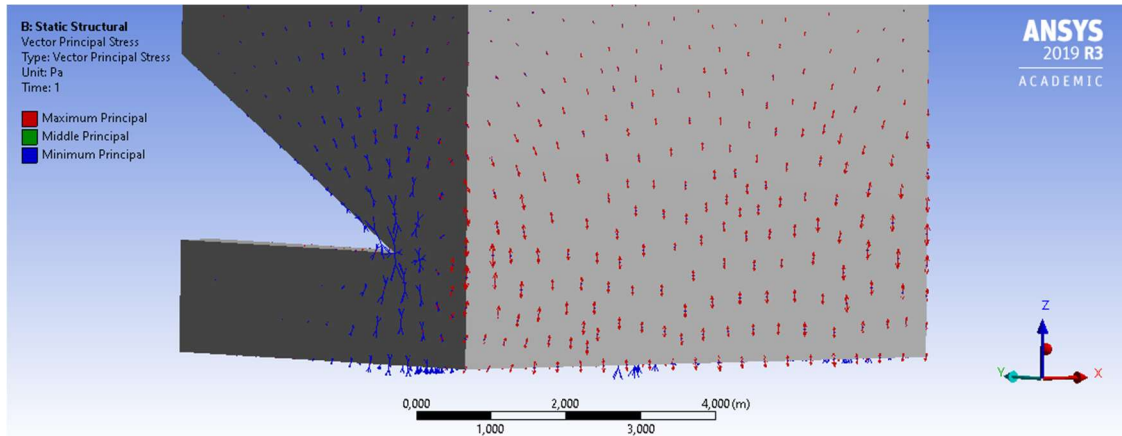 B: Static Structural
Vector Principal Stress
Type: Vector Principal Stress
Unit: Pa
Time: 1
Maximum Principal
Middle Principal
Minimum Principal
ANSYS
2019 R3
ACADEMIC
Z
Y
X
0,000
2,000
4,000 (m)
1,000
3,000